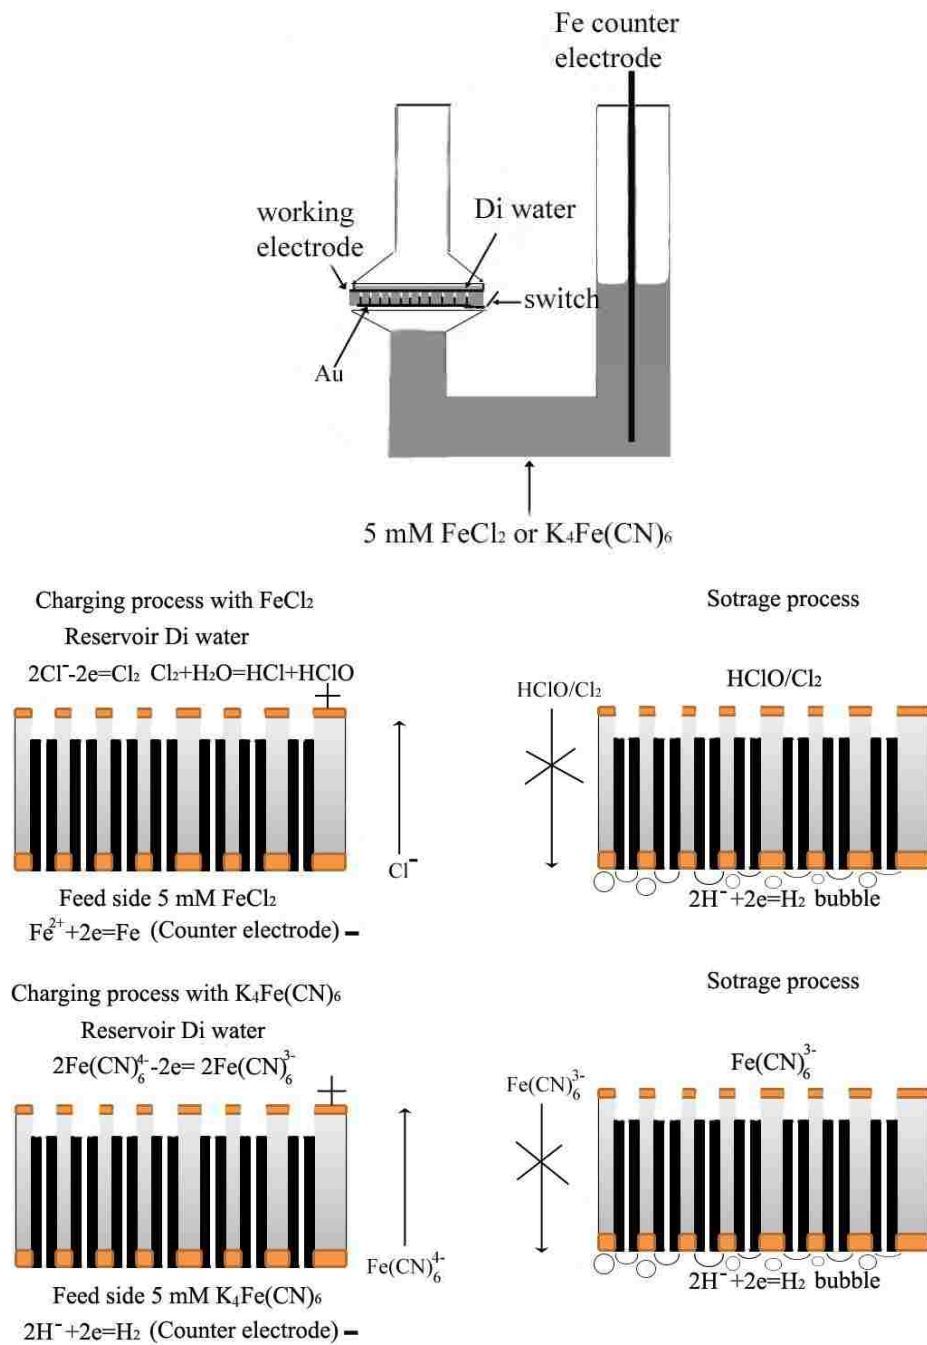 Fe counter
electrode
working
electrode
Di water
switch
Au
5 mM FeCl₂ or K₄Fe(CN)₆
Charging process with FeCl₂
Reservoir Di water
2Cl⁻-2e=Cl₂ Cl₂+H₂O=HCl+HClO
+
Cl⁻
Feed side 5 mM FeCl₂
Fe²⁺+2e=Fe (Counter electrode) –
Sotrage process
HClO/Cl₂
HClO/Cl₂
2H⁻+2e=H₂ bubble
Charging process with K₄Fe(CN)₆
Reservoir Di water
2Fe(CN)₆⁴⁻-2e= 2Fe(CN)₆³⁻
+
Fe(CN)₆⁴⁻
Feed side 5 mM K₄Fe(CN)₆
2H⁻+2e=H₂ (Counter electrode) –
Sotrage process
Fe(CN)₆³⁻
Fe(CN)₆³⁻
2H⁻+2e=H₂ bubble